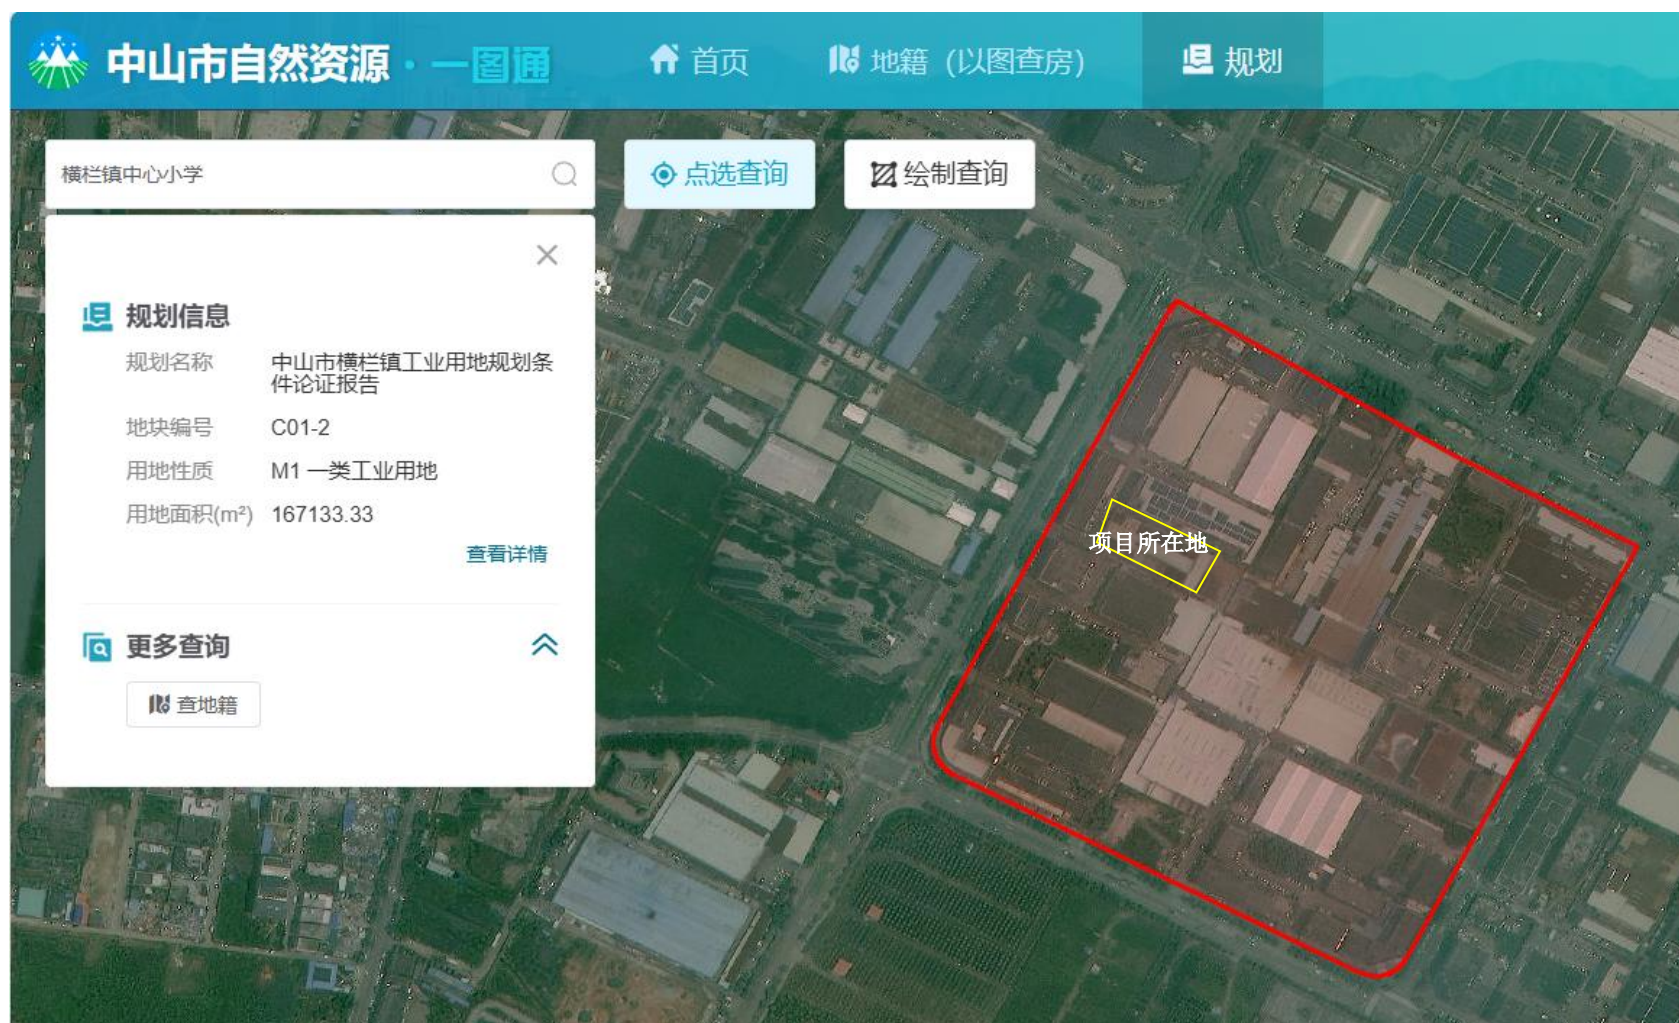 中山市自然资源·一图通
首页
地籍（以图查房）
规划
横栏镇中心小学
点选查询
绘制查询
规划信息
规划名称 中山市横栏镇工业用地规划条
件论证报告
地块编号 C01-2
用地性质 M1 一类工业用地
用地面积(m²) 167133.33
查看详情
更多查询
查地籍
项目所在地